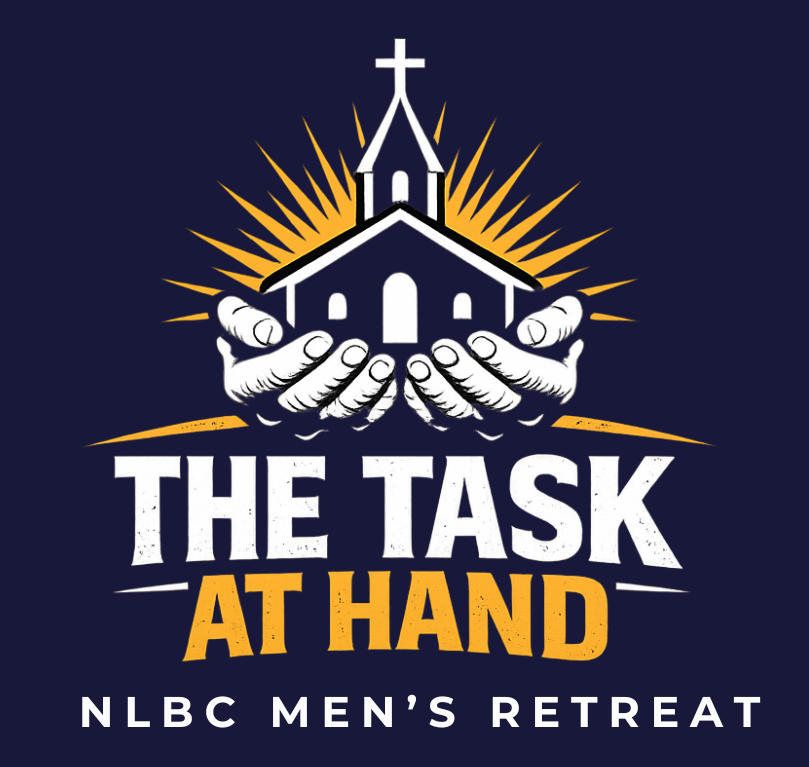 THE TASK
AT HAND
NLBC MEN’S RETREAT